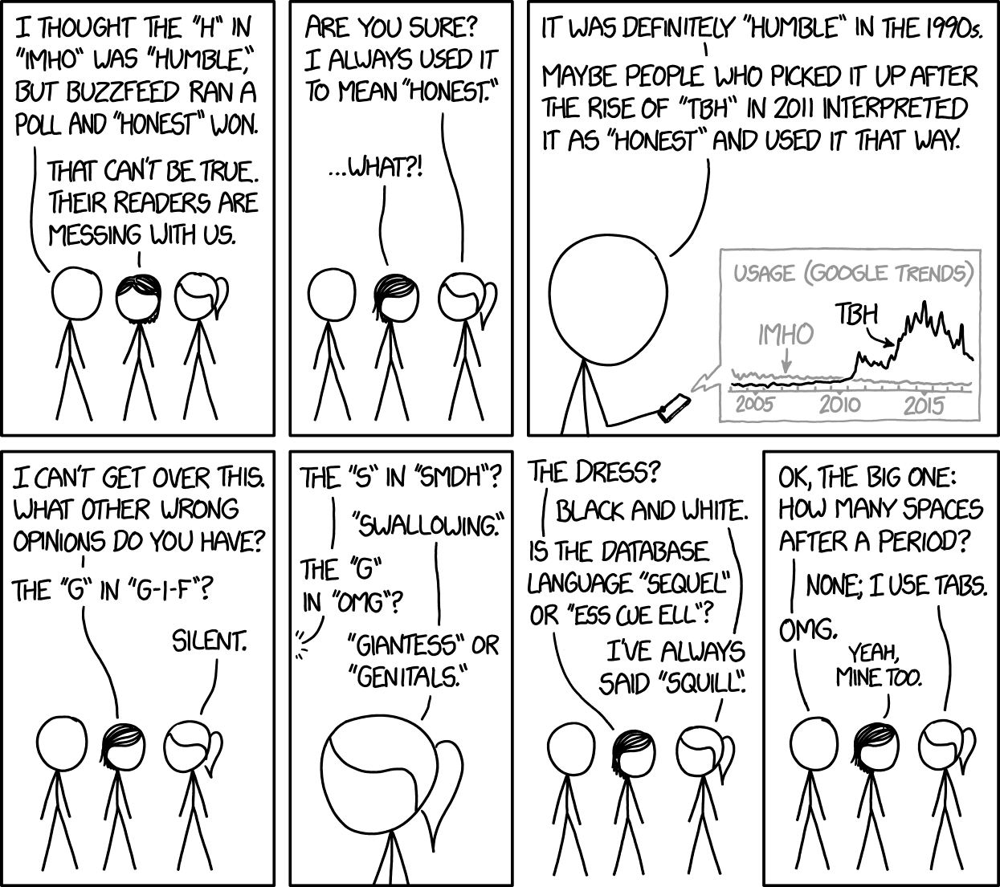 I THOUGHT THE "H" IN
"IMHO" WAS "HUMBLE,"
BUT BUZZFEED RAN A
POLL AND "HONEST" WON.
THAT CAN'T BE TRUE.
THEIR READERS ARE
MESSING WITH US.
ARE YOU SURE?
I ALWAYS USED IT
TO MEAN "HONEST."
...WHAT?!
IT WAS DEFINITELY "HUMBLE" IN THE 1990s.
MAYBE PEOPLE WHO PICKED IT UP AFTER
THE RISE OF "TBH" IN 2011 INTERPRETED
IT AS "HONEST" AND USED IT THAT WAY.
USAGE (GOOGLE TRENDS)
TBH
IMHO
2005 2010 2015
I CAN'T GET OVER THIS.
WHAT OTHER WRONG
OPINIONS DO YOU HAVE?
THE "G" IN "G-I-F"?
SILENT.
THE "S" IN "SMDH"?
"SWALLOWING."
THE "G"
IN "OMG"?
"GIANTESS" OR
"GENITALS."
THE DRESS?
BLACK AND WHITE.
IS THE DATABASE
LANGUAGE "SEQUEL"
OR "ESS CUE ELL"?
I'VE ALWAYS
SAID "SQUILL".
OK, THE BIG ONE:
HOW MANY SPACES
AFTER A PERIOD?
NONE; I USE TABS.
OMG.
YEAH,
MINE TOO.